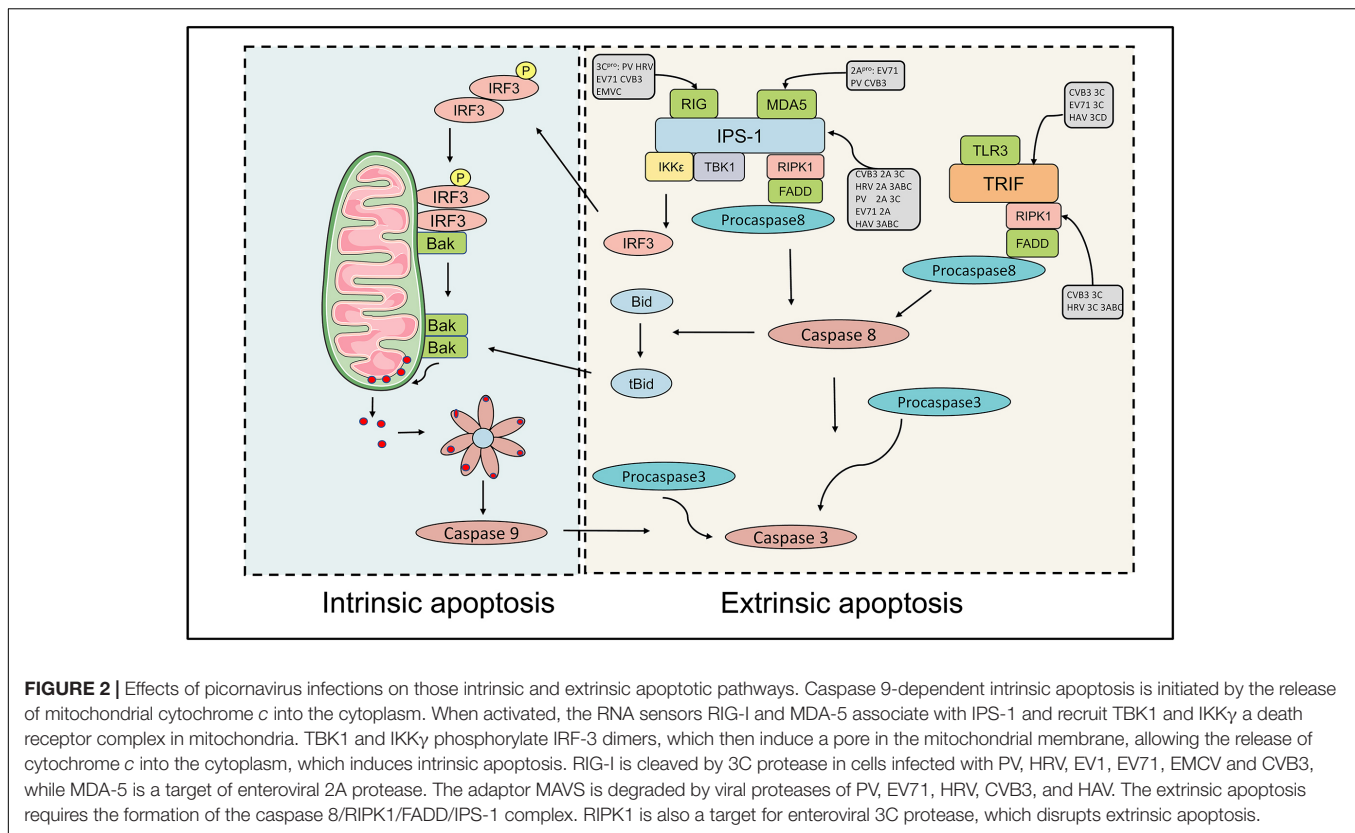 P
IRF3
IRF3
P
IRF3
IRF3
Bak
Bak
Bak
Caspase 9
Intrinsic apoptosis
3Cpro: PV HRV
EV71 CVB3
EMVC
2Apro: EV71
PV CVB3
RIG
MDA5
IPS-1
IKKε
TBK1
RIPK1
FADD
Procaspase8
CVB3 2A 3C
HRV 2A 3ABC
PV 2A 3C
EV71 2A
HAV 3ABC
CVB3 3C
EV71 3C
HAV 3CD
TLR3
TRIF
RIPK1
FADD
Procaspase8
CVB3 3C
HRV 3C 3ABC
IRF3
Bid
tBid
Caspase 8
Procaspase3
Procaspase3
Caspase 3
Extrinsic apoptosis
FIGURE 2 | Effects of picornavirus infections on those intrinsic and extrinsic apoptotic pathways. Caspase 9-dependent intrinsic apoptosis is initiated by the release
of mitochondrial cytochrome c into the cytoplasm. When activated, the RNA sensors RIG-I and MDA-5 associate with IPS-1 and recruit TBK1 and IKKγ a death
receptor complex in mitochondria. TBK1 and IKKγ phosphorylate IRF-3 dimers, which then induce a pore in the mitochondrial membrane, allowing the release of
cytochrome c into the cytoplasm, which induces intrinsic apoptosis. RIG-I is cleaved by 3C protease in cells infected with PV, HRV, EV1, EV71, EMCV and CVB3,
while MDA-5 is a target of enteroviral 2A protease. The adaptor MAVS is degraded by viral proteases of PV, EV71, HRV, CVB3, and HAV. The extrinsic apoptosis
requires the formation of the caspase 8/RIPK1/FADD/IPS-1 complex. RIPK1 is also a target for enteroviral 3C protease, which disrupts extrinsic apoptosis.